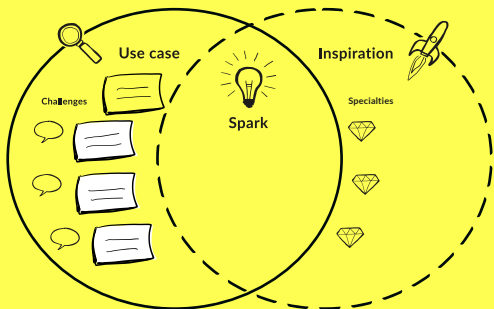 Use case
Inspiration
Challenges
Specialties
Spark